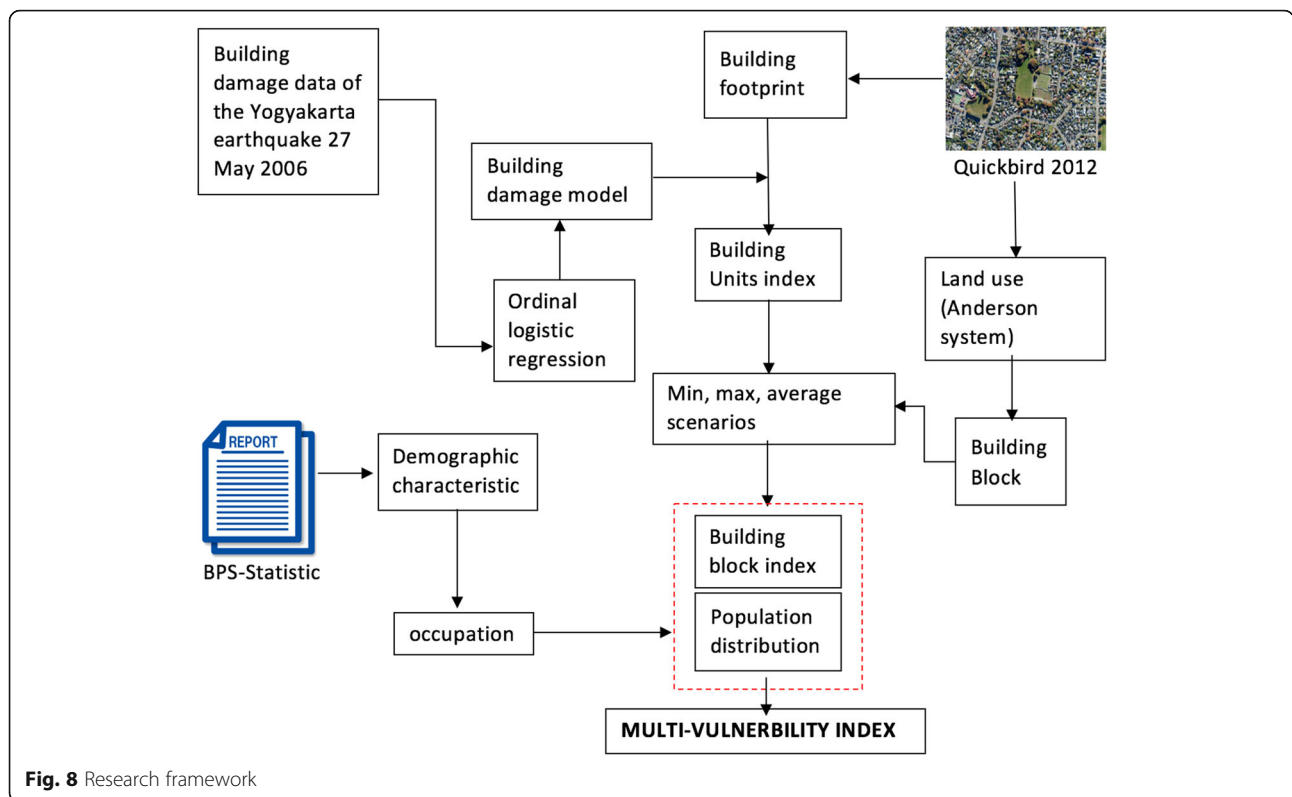 Building
damage data of
the Yogyakarta
earthquake 27
May 2006
Building
footprint
Quickbird 2012
Building
damage model
Building
Units index
Land use
(Anderson
system)
Ordinal
logistic
regression
Min, max, average
scenarios
Building
Block
REPORT
BPS-Statistic
Demographic
characteristic
Building
block index
Population
distribution
occupation
MULTI-VULNERBILITY INDEX
Fig. 8 Research framework